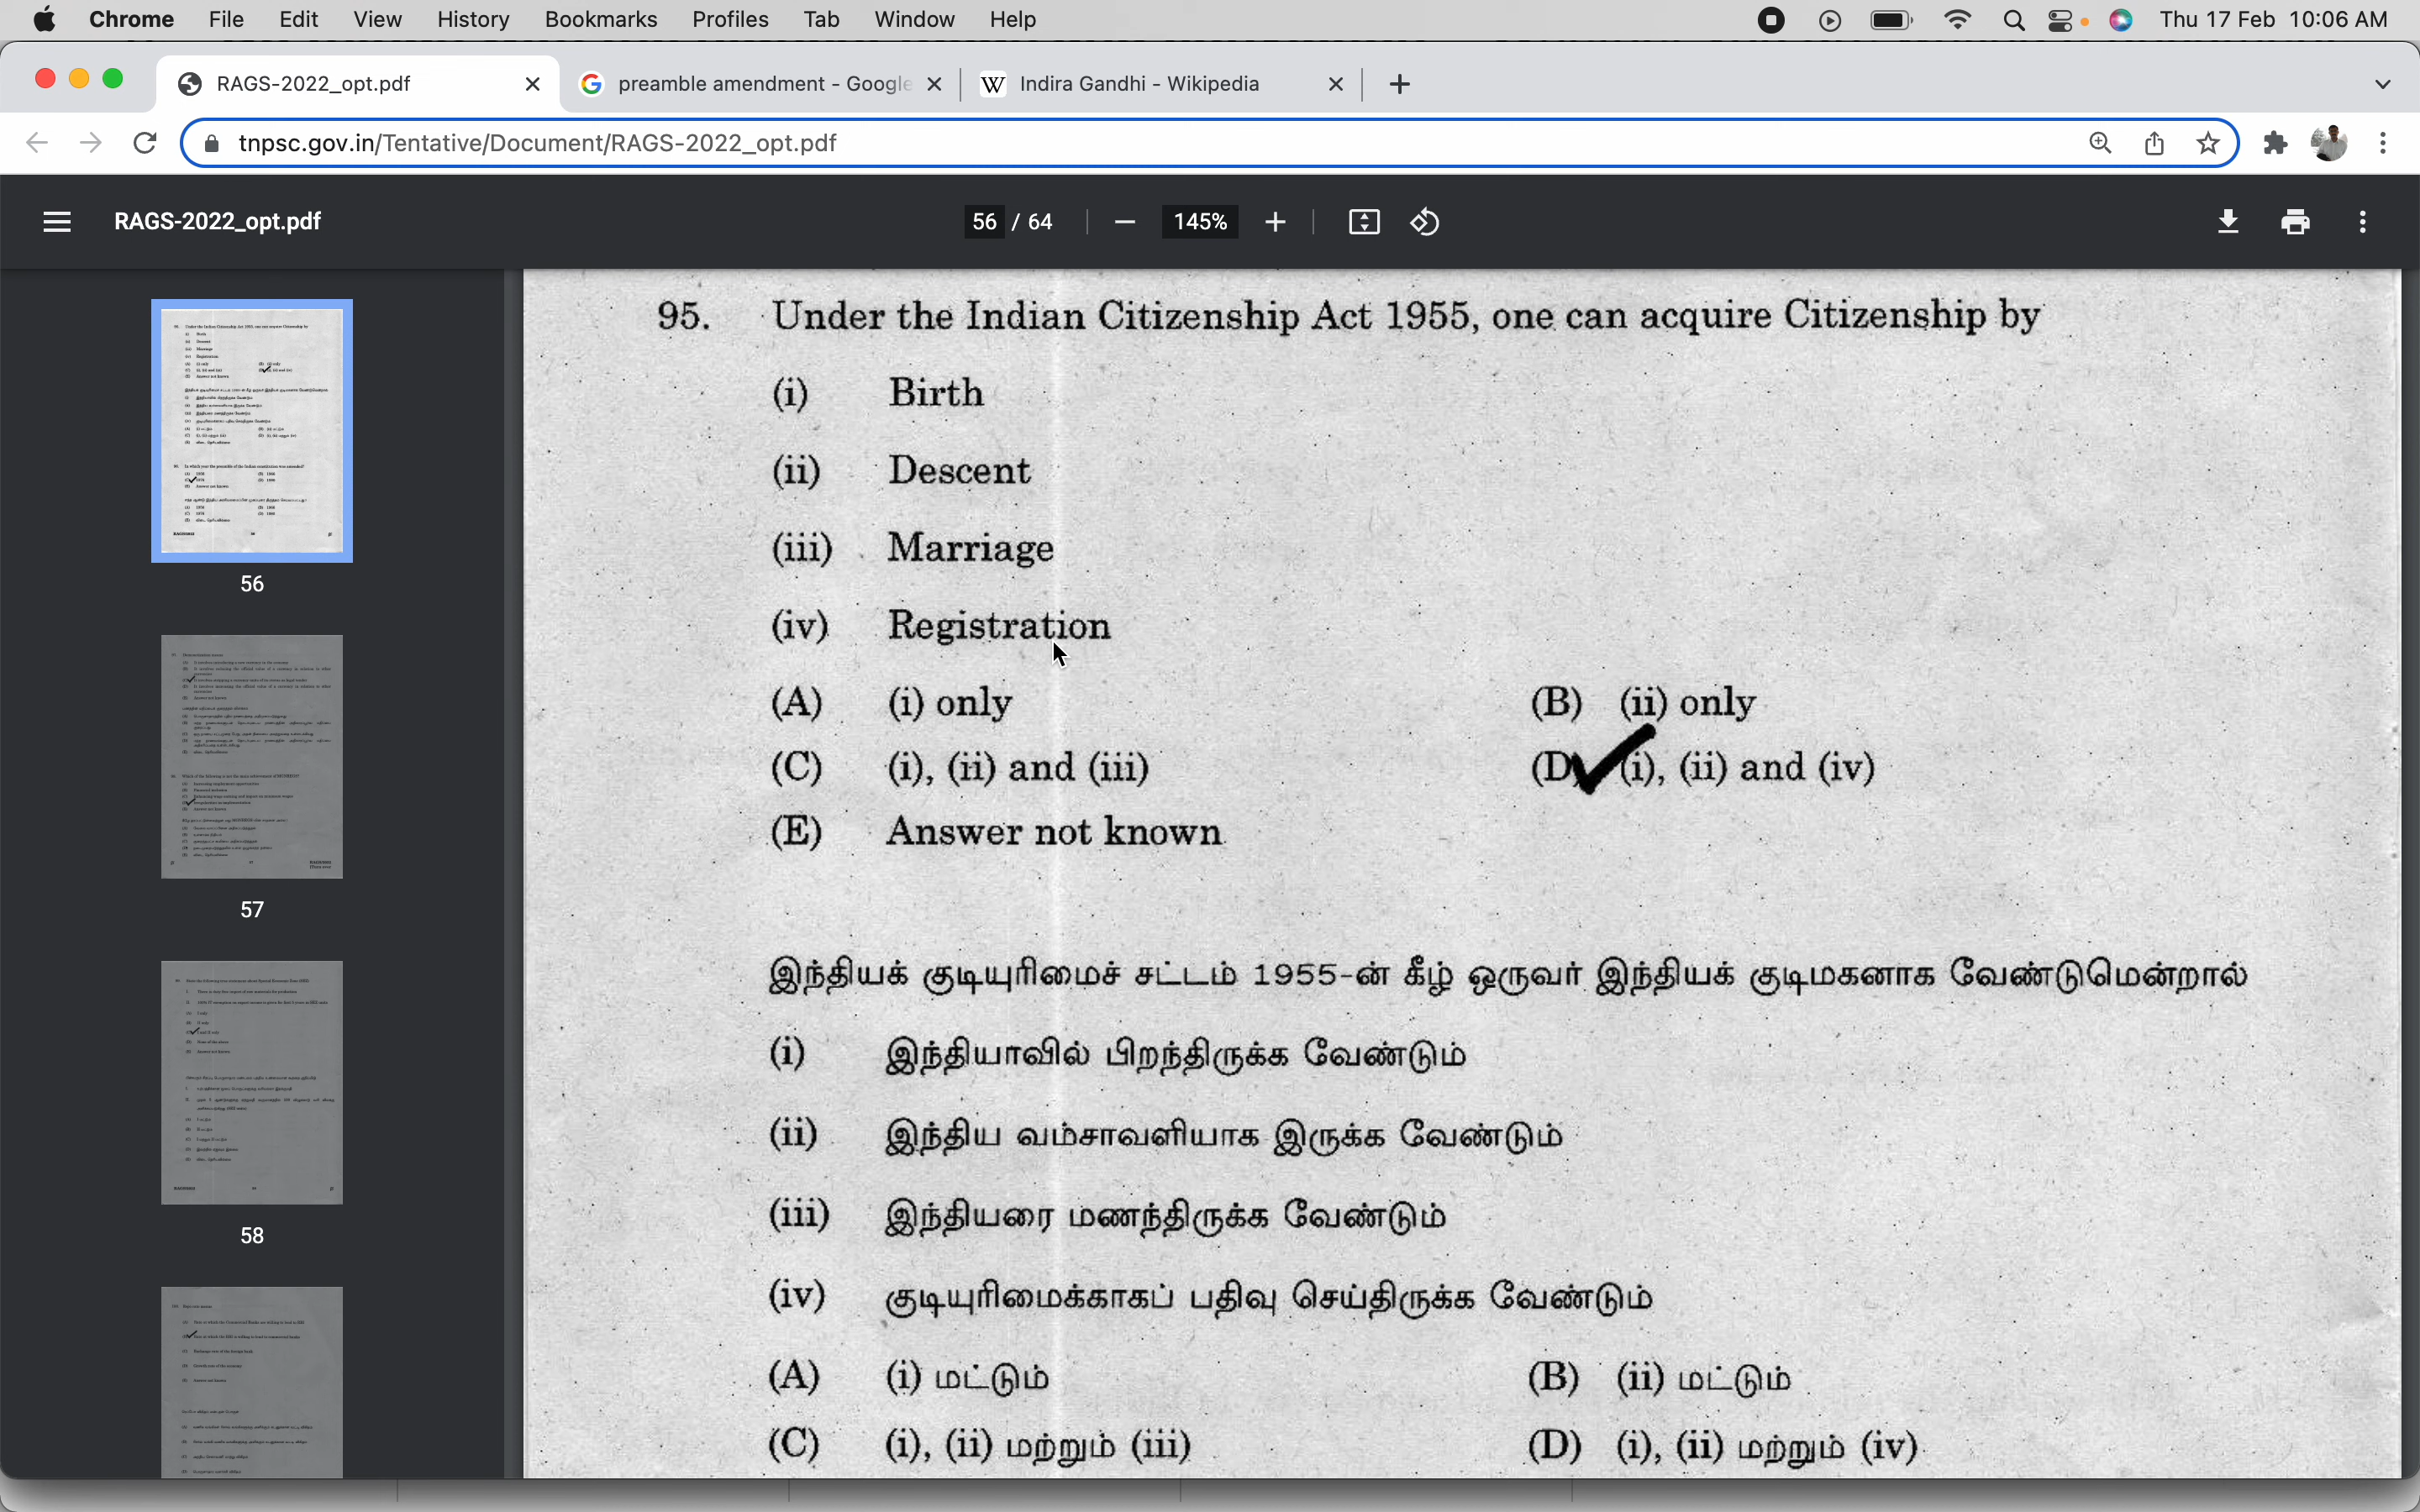 Chrome File Edit View History Bookmarks Profiles Tab Window Help Thu 17 Feb 10:06 AM
RAGS-2022_opt.pdf preamble amendment - Google Indira Gandhi - Wikipedia
tnpsc.gov.in/Tentative/Document/RAGS-2022_opt.pdf
RAGS-2022_opt.pdf 56 / 64 145%
56
57
58
95. Under the Indian Citizenship Act 1955, one can acquire Citizenship by
(i) Birth
(ii) Descent
(iii) Marriage
(iv) Registration
(A) (i) only (B) (ii) only
(C) (i), (ii) and (iii) (D) (i), (ii) and (iv)
(E) Answer not known
இந்தியக் குடியுரிமைச் சட்டம் 1955-ன் கீழ் ஒருவர் இந்தியக் குடிமகனாக வேண்டுமென்றால்
(i) இந்தியாவில் பிறந்திருக்க வேண்டும்
(ii) இந்திய வம்சாவளியாக இருக்க வேண்டும்
(iii) இந்தியரை மணந்திருக்க வேண்டும்
(iv) குடியுரிமைக்காகப் பதிவு செய்திருக்க வேண்டும்
(A) (i) மட்டும் (B) (ii) மட்டும்
(C) (i), (ii) மற்றும் (iii) (D) (i), (ii) மற்றும் (iv)